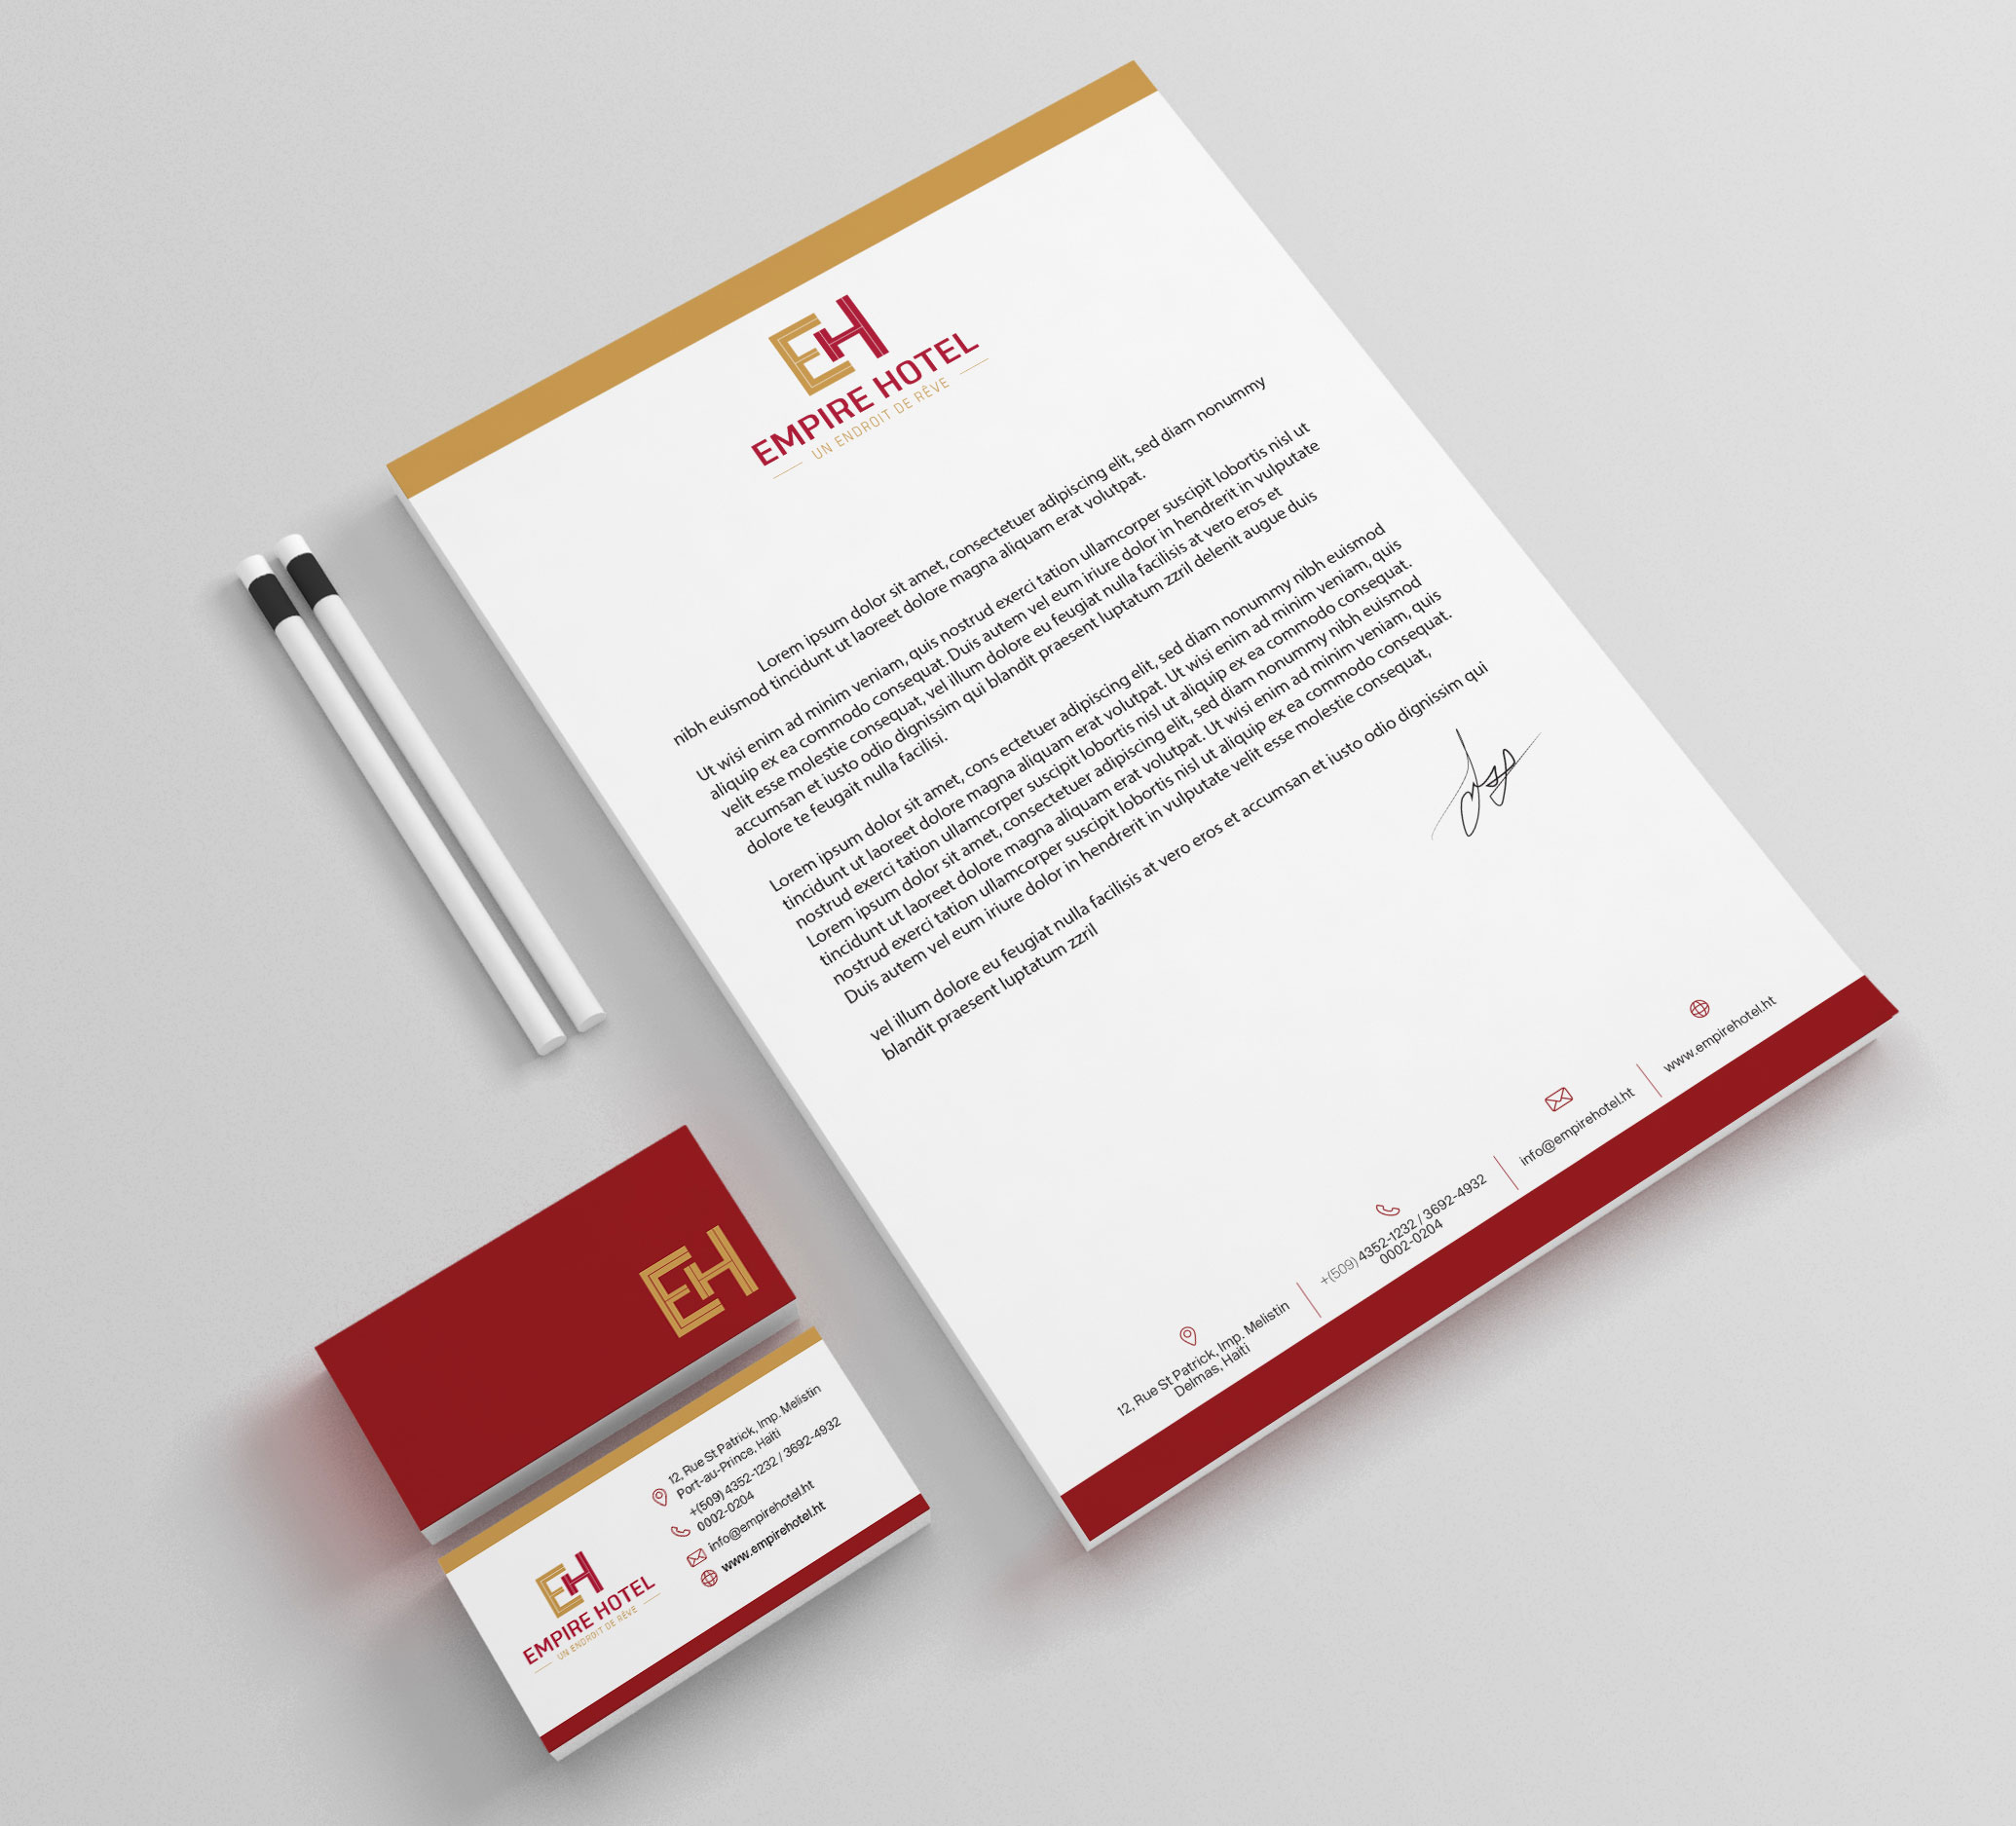 EH
EMPIRE HOTEL
UN ENDROIT DE RÊVE
Lorem ipsum dolor sit amet, consectetuer adipiscing elit, sed diam nonummy
nibh euismod tincidunt ut laoreet dolore magna aliquam erat volutpat.
Ut wisi enim ad minim veniam, quis nostrud exerci tation ullamcorper suscipit lobortis nisl ut
aliquip ex ea commodo consequat. Duis autem vel eum iriure dolor in hendrerit in vulputate
velit esse molestie consequat, vel illum dolore eu feugiat nulla facilisis at vero eros et
accumsan et iusto odio dignissim qui blandit praesent luptatum zzril delenit augue duis
dolore te feugait nulla facilisi.
Lorem ipsum dolor sit amet, cons ectetuer adipiscing elit, sed diam nonummy nibh euismod
tincidunt ut laoreet dolore magna aliquam erat volutpat. Ut wisi enim ad minim veniam, quis
nostrud exerci tation ullamcorper suscipit lobortis nisl ut aliquip ex ea commodo consequat.
Lorem ipsum dolor sit amet, consectetuer adipiscing elit, sed diam nonummy nibh euismod
tincidunt ut laoreet dolore magna aliquam erat volutpat. Ut wisi enim ad minim veniam, quis
nostrud exerci tation ullamcorper suscipit lobortis nisl ut aliquip ex ea commodo consequat.
Duis autem vel eum iriure dolor in hendrerit in vulputate velit esse molestie consequat,
vel illum dolore eu feugiat nulla facilisis at vero eros et accumsan et iusto odio dignissim qui
blandit praesent luptatum zzril
12, Rue St Patrick, Imp. Melistin
Delmas, Haiti
+(509) 4352-1232 / 3692-4932
0002-0204
info@empirehotel.ht
www.empirehotel.ht
EH
12, Rue St Patrick, Imp. Melistin
Port-au-Prince, Haiti
+(509) 4352-1232 / 3692-4932
0002-0204
info@empirehotel.ht
www.empirehotel.ht
EH
EMPIRE HOTEL
UN ENDROIT DE RÊVE